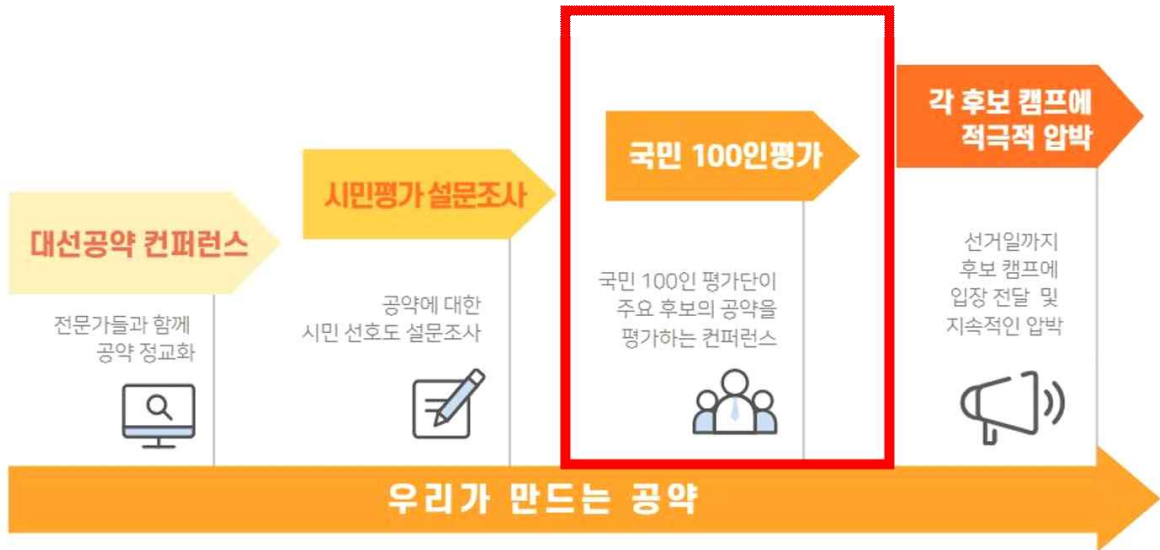 대선공약 컨퍼런스
전문가들과 함께
공약 정교화
시민평가 설문조사
공약에 대한
시민 선호도 설문조사
국민 100인평가
국민 100인 평가단이
주요 후보의 공약을
평가하는 컨퍼런스
각 후보 캠프에
적극적 압박
선거일까지
후보 캠프에
입장 전달 및
지속적인 압박
우리가 만드는 공약